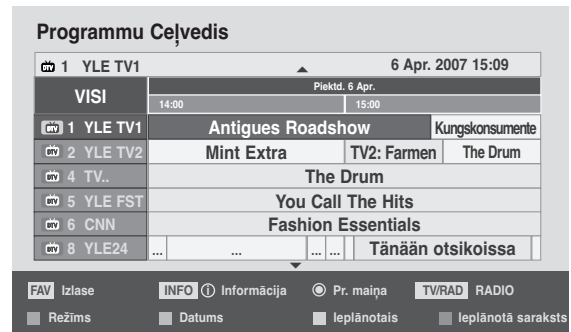 Programmu Ceļvedis
1 YLE TV1 6 Apr. 2007 15:09
VISI
Piektd. 6 Apr.
14:00 15:00
1 YLE TV1 Antigues Roadshow Kungskonsumente
2 YLE TV2 Mint Extra TV2: Farmen The Drum
4 TV.. The Drum
5 YLE FST You Call The Hits
6 CNN Fashion Essentials
8 YLE24 ... ... ... ... Tänään otsikoissa
FAV Izlase INFO ⓘ Informācija Pr. maiņa TV/RAD RADIO
Režīms Datums Ieplānotais Ieplānotā saraksts